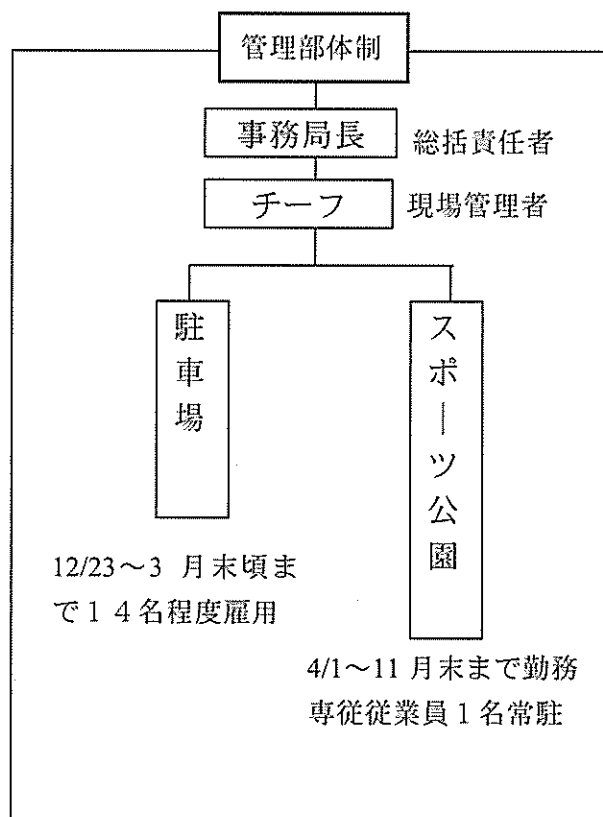 管理部体制
事務局長 総括責任者
チーフ 現場管理者
駐車場
スポーツ公園
12/23～3 月末頃ま
で１４名程度雇用
4/1～11 月末まで勤務
専従従業員１名常駐